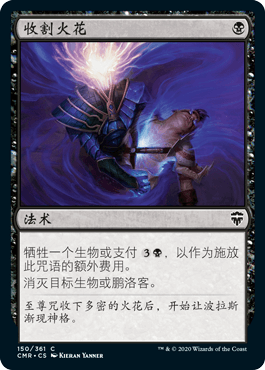 收割火花
法术
牺牲一个生物或支付3，以作为施放
此咒语的额外费用。
消灭目标生物或鹏洛客。
至尊咒收下多密的火花后，开始让波拉斯
渐现神格。
150/361 C
CMR • CS KIERAN YANNER
™ & © 2020 Wizards of the Coast